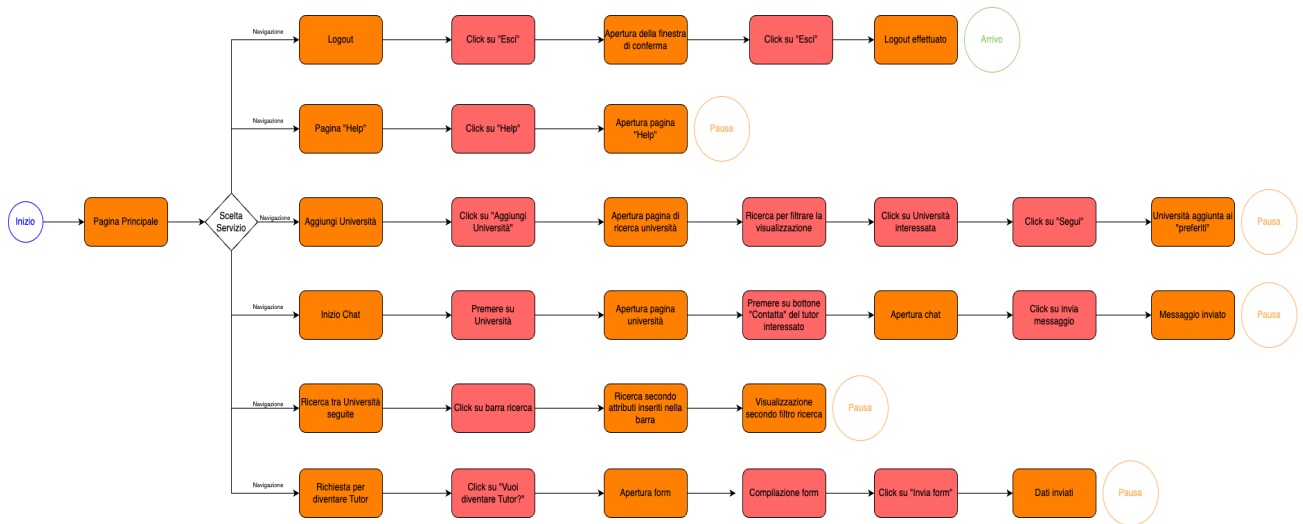 Navigazione
Logout
Click su "Esci"
Apertura della finestra
di conferma
Click su "Esci"
Logout effettuato
Arrivo
Navigazione
Pagina "Help"
Click su "Help"
Apertura pagina
"Help"
Pausa
Inizio
Pagina Principale
Scelta
Servizio
Navigazione
Aggiungi Università
Click su "Aggiungi
Università"
Apertura pagina di
ricerca università
Ricerca per filtrare la
visualizzazione
Click su Università
interessata
Click su "Segui"
Università aggiunta ai
"preferiti"
Pausa
Navigazione
Inizio Chat
Premere su
Università
Apertura pagina
università
Premere su bottone
"Contatta" del tutor
interessato
Apertura chat
Click su invia
messaggio
Messaggio inviato
Pausa
Navigazione
Ricerca tra Università
seguite
Click su barra ricerca
Ricerca secondo
attributi inseriti nella
barra
Visualizzazione
secondo filtro ricerca
Pausa
Navigazione
Richiesta per
diventare Tutor
Click su "Vuoi
diventare Tutor?"
Apertura form
Compilazione form
Click su "Invia form"
Dati inviati
Pausa